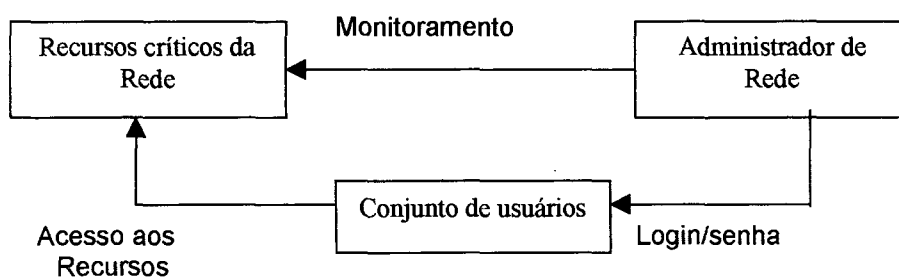 Monitoramento
Recursos críticos da
Rede
Administrador de
Rede
Conjunto de usuários
Acesso aos
Recursos
Login/senha